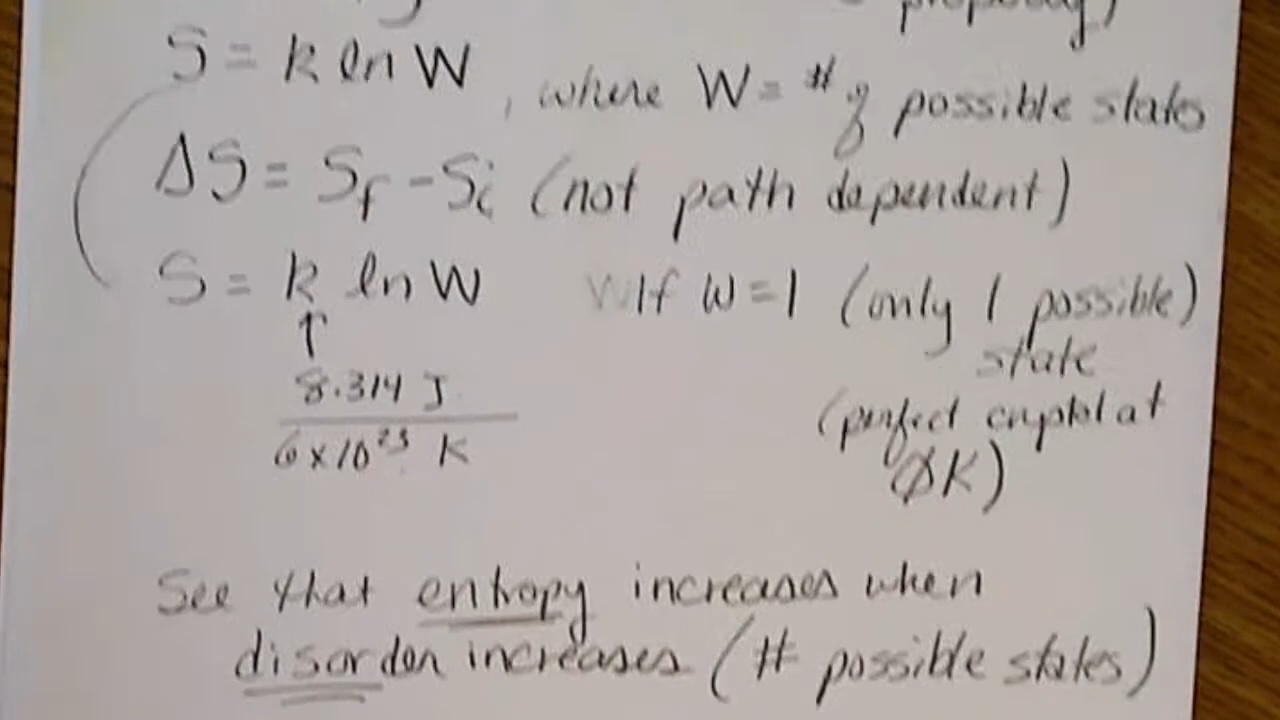 property)
S = k ln W , where W = # of possible states
ΔS = Sf - Si (not path dependent)
S = k ln W If W = 1 (only 1 possible)
↑ state
8.314 J (perfect crystal at
6 x 10²³ K ØK)
See that entropy increases when
disorder increases (# possible states)